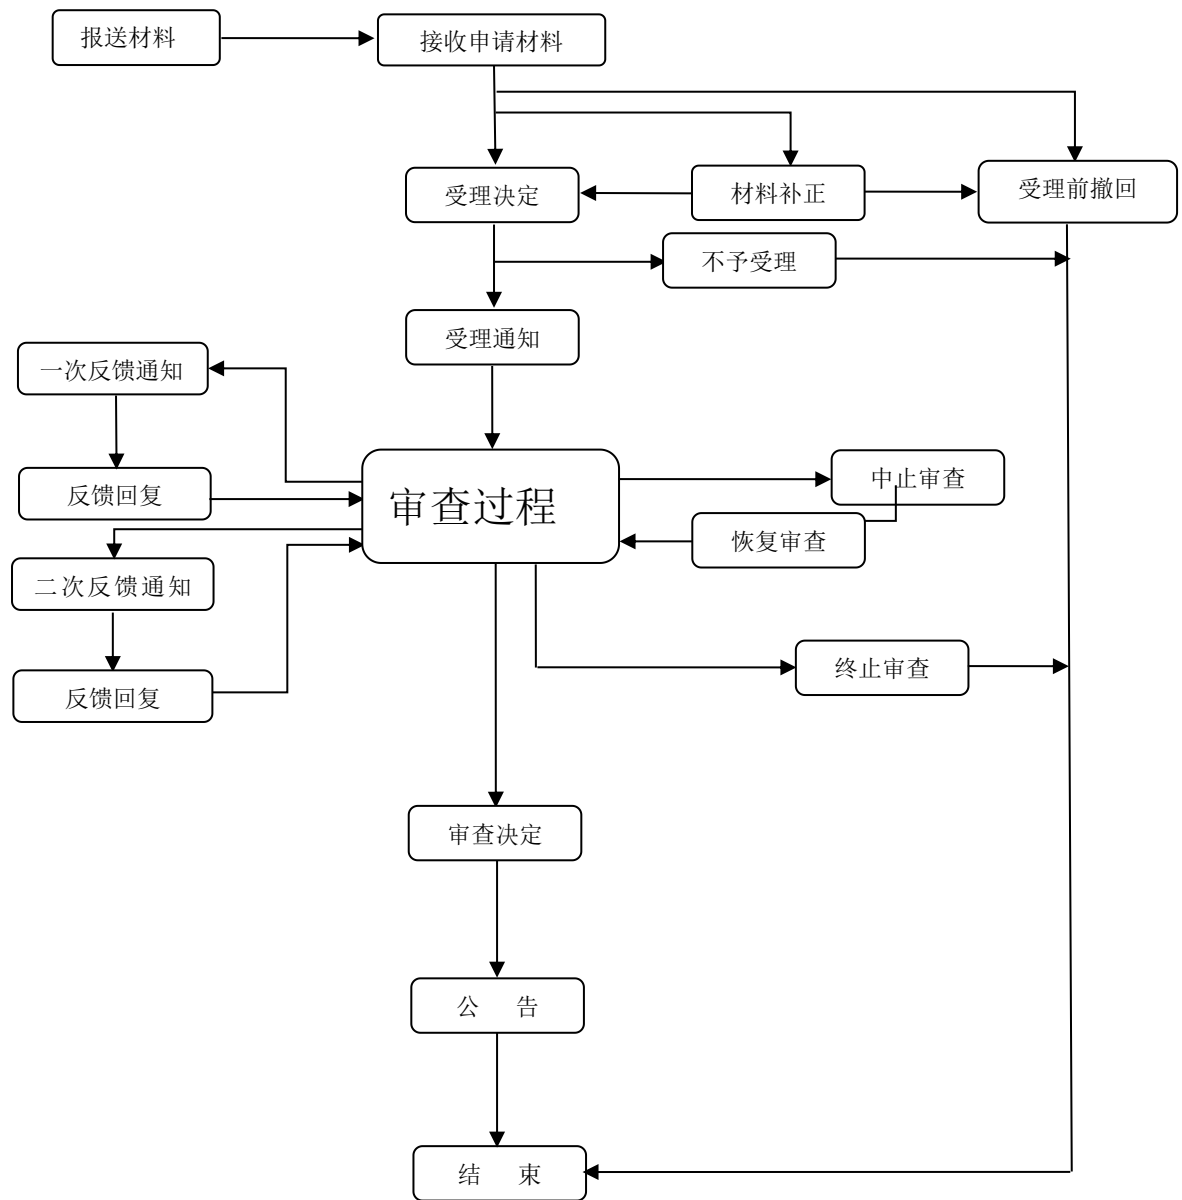 报送材料
接收申请材料
受理决定
材料补正
受理前撤回
不予受理
受理通知
一次反馈通知
反馈回复
审查过程
中止审查
恢复审查
二次反馈通知
反馈回复
终止审查
审查决定
公 告
结 束